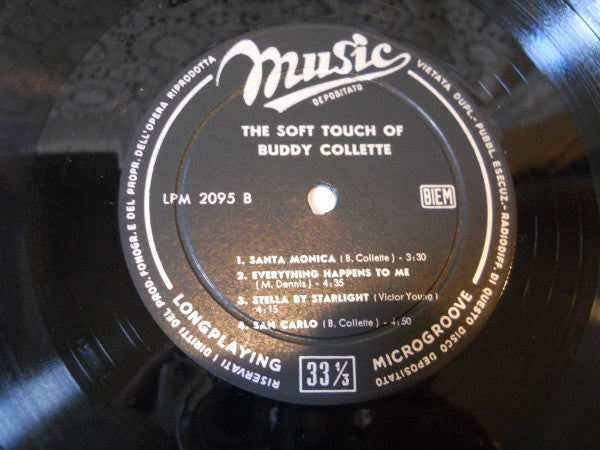 Music
DEPOSITATO
THE SOFT TOUCH OF
BUDDY COLLETTE
LPM 2095 B
BIEM
1. SANTA MONICA (B. Collette) - 3:30
2. EVERYTHING HAPPENS TO ME
(M. Dennis) - 4:35
3. STELLA BY STARLIGHT (Victor Young)
4:15
4. SAN CARLO (B. Collette) - 4:50
LONGPLAYING
33 1/3
MICROGROOVE
RISERVATI I DIRITTI DEL PROD. FONOGR. E DEL PROPR. DELL'OPERA RIPRODOTTA
VIETATA DUPL.- PUBBL. ESECUZ.- RADIODIFF. DI QUESTO DISCO DEPOSITATO